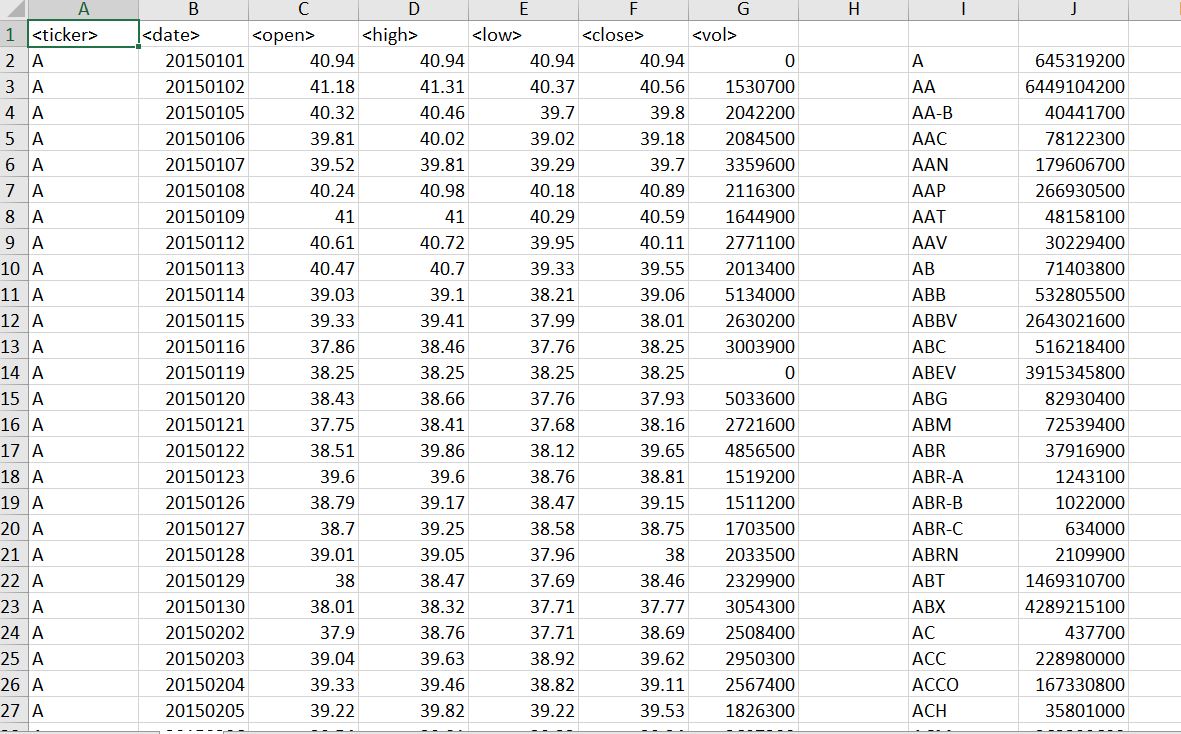 A B C D E F G H I J
1 <ticker> <date> <open> <high> <low> <close> <vol>
2 A 20150101 40.94 40.94 40.94 40.94 0 A 645319200
3 A 20150102 41.18 41.31 40.37 40.56 1530700 AA 6449104200
4 A 20150105 40.32 40.46 39.7 39.8 2042200 AA-B 40441700
5 A 20150106 39.81 40.02 39.02 39.18 2084500 AAC 78122300
6 A 20150107 39.52 39.81 39.29 39.7 3359600 AAN 179606700
7 A 20150108 40.24 40.98 40.18 40.89 2116300 AAP 266930500
8 A 20150109 41 41 40.29 40.59 1644900 AAT 48158100
9 A 20150112 40.61 40.72 39.95 40.11 2771100 AAV 30229400
10 A 20150113 40.47 40.7 39.33 39.55 2013400 AB 71403800
11 A 20150114 39.03 39.1 38.21 39.06 5134000 ABB 532805500
12 A 20150115 39.33 39.41 37.99 38.01 2630200 ABBV 2643021600
13 A 20150116 37.86 38.46 37.76 38.25 3003900 ABC 516218400
14 A 20150119 38.25 38.25 38.25 38.25 0 ABEV 3915345800
15 A 20150120 38.43 38.66 37.76 37.93 5033600 ABG 82930400
16 A 20150121 37.75 38.41 37.68 38.16 2721600 ABM 72539400
17 A 20150122 38.51 39.86 38.12 39.65 4856500 ABR 37916900
18 A 20150123 39.6 39.6 38.76 38.81 1519200 ABR-A 1243100
19 A 20150126 38.79 39.17 38.47 39.15 1511200 ABR-B 1022000
20 A 20150127 38.7 39.25 38.58 38.75 1703500 ABR-C 634000
21 A 20150128 39.01 39.05 37.96 38 2033500 ABRN 2109900
22 A 20150129 38 38.47 37.69 38.46 2329900 ABT 1469310700
23 A 20150130 38.01 38.32 37.71 37.77 3054300 ABX 4289215100
24 A 20150202 37.9 38.76 37.71 38.69 2508400 AC 437700
25 A 20150203 39.04 39.63 38.92 39.62 2950300 ACC 228980000
26 A 20150204 39.33 39.46 38.82 39.11 2567400 ACCO 167330800
27 A 20150205 39.22 39.82 39.22 39.53 1826300 ACH 35801000